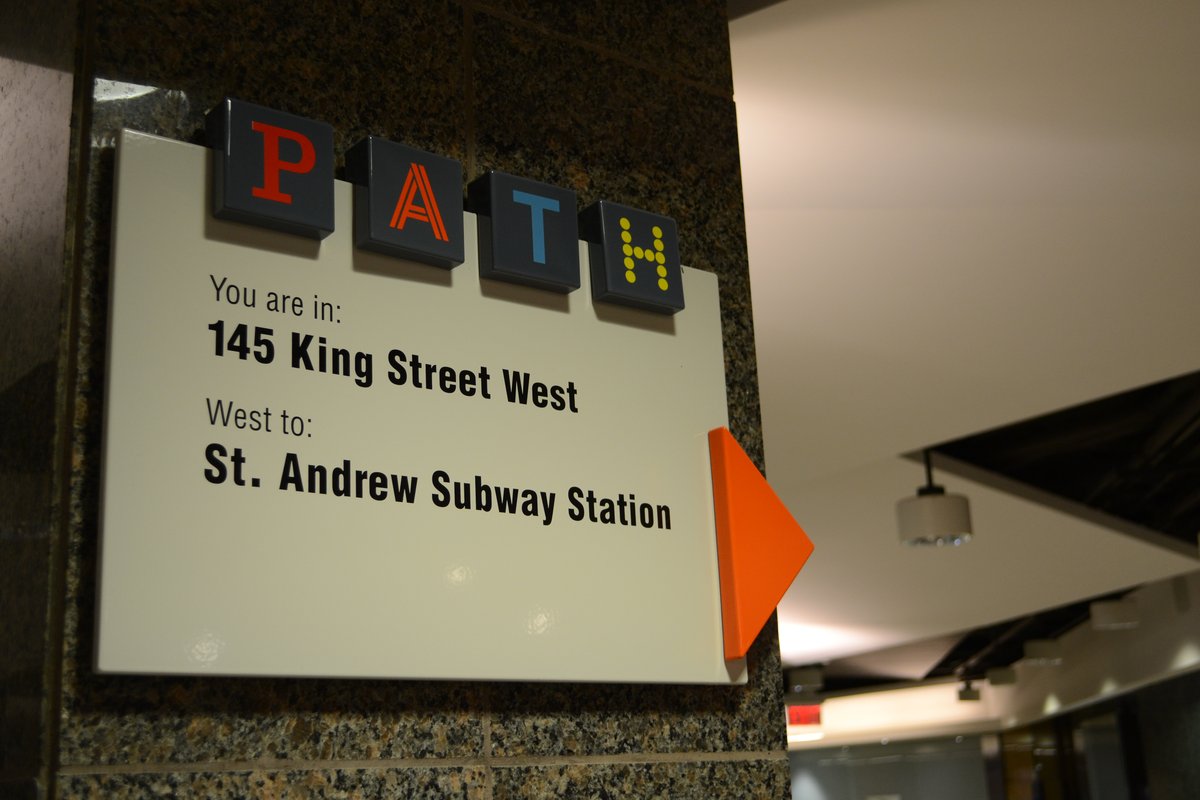 PATH
You are in:
145 King Street West
West to:
St. Andrew Subway Station